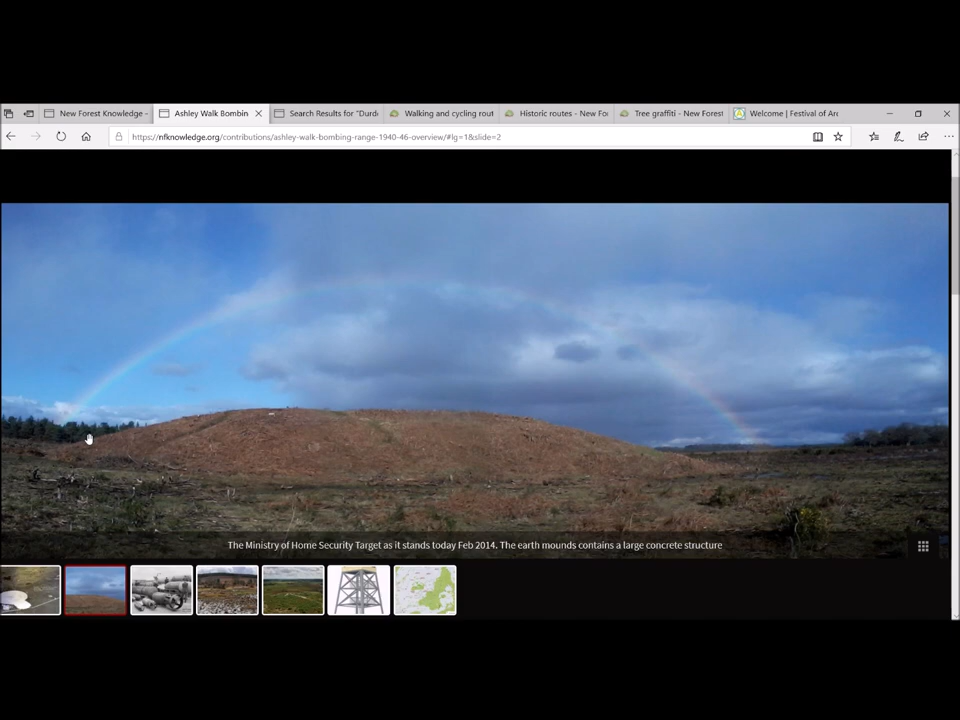 New Forest Knowledge -
Ashley Walk Bombin
Search Results for "Durd
Walking and cycling rout
Historic routes - New Fo
Tree graffiti - New Forest
Welcome | Festival of Arc
https://nfknowledge.org/contributions/ashley-walk-bombing-range-1940-46-overview/#lg=1&slide=2
The Ministry of Home Security Target as it stands today Feb 2014. The earth mounds contains a large concrete structure